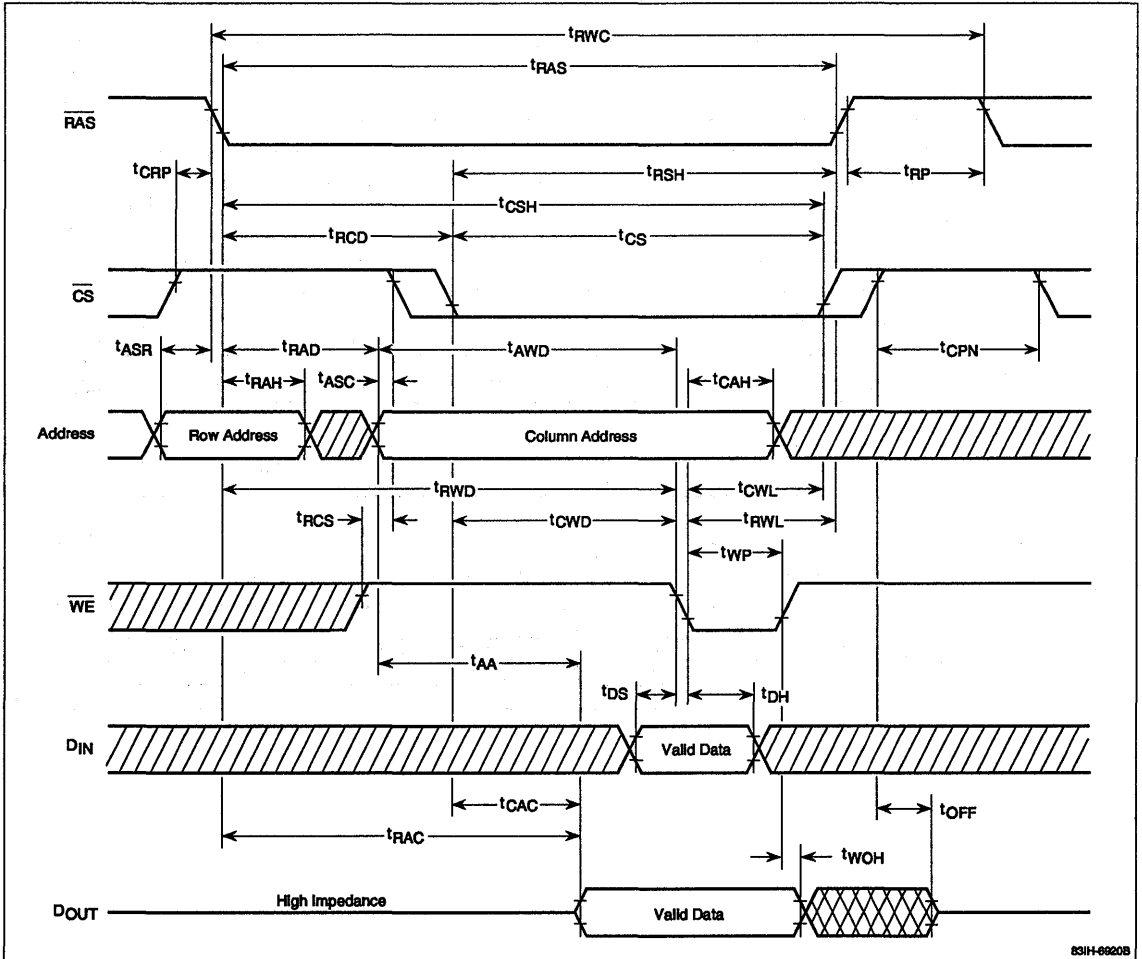 tRWC
tRAS
RAS
tCRP
tRSH
tRP
tCSH
tRCD
tCS
CS
tASR
tRAD
tAWD
tCPN
tRAH
tASC
tCAH
Address
Row Address
Column Address
tRWD
tCWL
tRCS
tCWD
tRWL
tWP
WE
tAA
tDS
tDH
DIN
Valid Data
tCAC
tOFF
tRAC
tWOH
High Impedance
DOUT
Valid Data
83IH-6920B